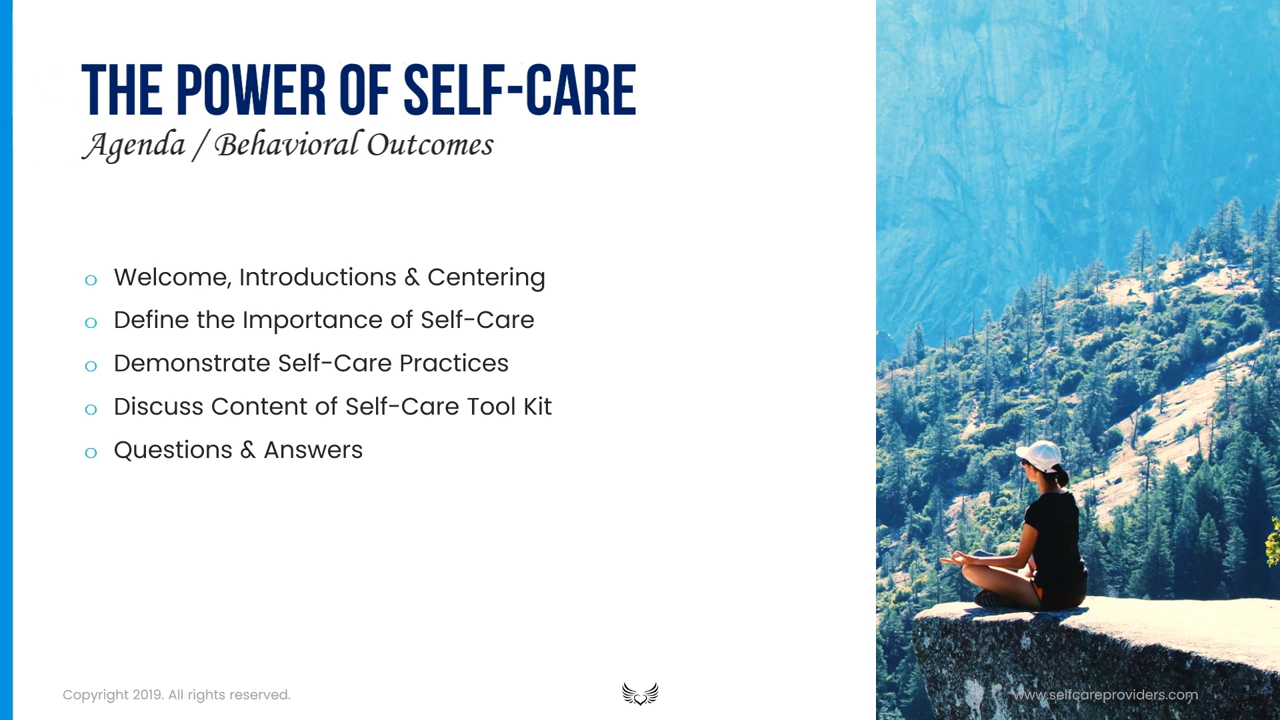 THE POWER OF SELF-CARE
Agenda / Behavioral Outcomes
o Welcome, Introductions & Centering
o Define the Importance of Self-Care
o Demonstrate Self-Care Practices
o Discuss Content of Self-Care Tool Kit
o Questions & Answers
Copyright 2019. All rights reserved.
www.selfcareproviders.com